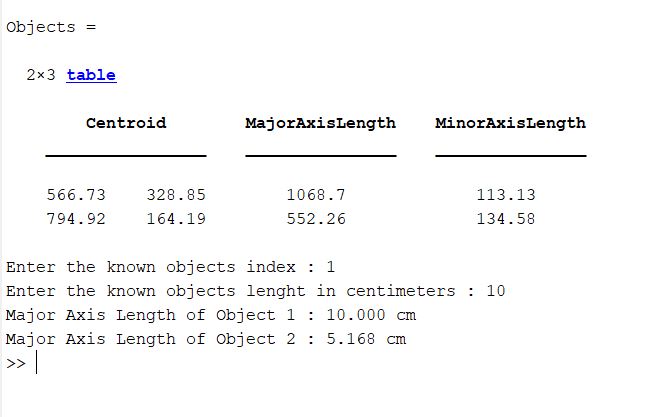 Objects =
2×3 table
Centroid MajorAxisLength MinorAxisLength
566.73 328.85 1068.7 113.13
794.92 164.19 552.26 134.58
Enter the known objects index : 1
Enter the known objects lenght in centimeters : 10
Major Axis Length of Object 1 : 10.000 cm
Major Axis Length of Object 2 : 5.168 cm
>>